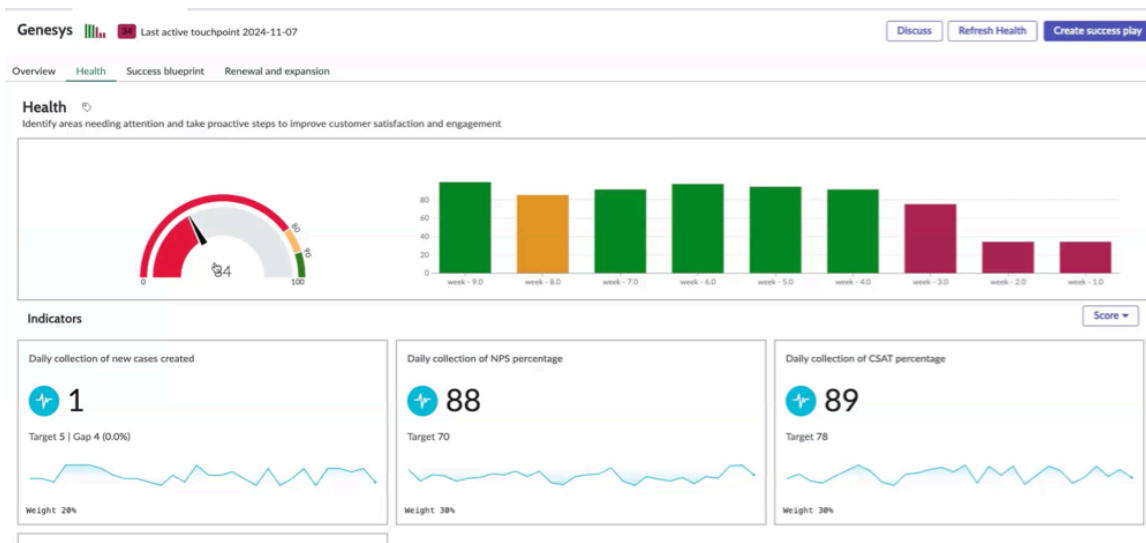 Genesys 34 Last active touchpoint 2024-11-07 Discuss Refresh Health Create success play
Overview Health Success blueprint Renewal and expansion
Health
Identify areas needing attention and take proactive steps to improve customer satisfaction and engagement
80
90
34
0 100
80
60
40
20
0
week - 9.0 week - 8.0 week - 7.0 week - 6.0 week - 5.0 week - 4.0 week - 3.0 week - 2.0 week - 1.0
Indicators Score
Daily collection of new cases created
1
Target 5 | Gap 4 (0.0%)
Weight 20%
Daily collection of NPS percentage
88
Target 70
Weight 30%
Daily collection of CSAT percentage
89
Target 78
Weight 30%